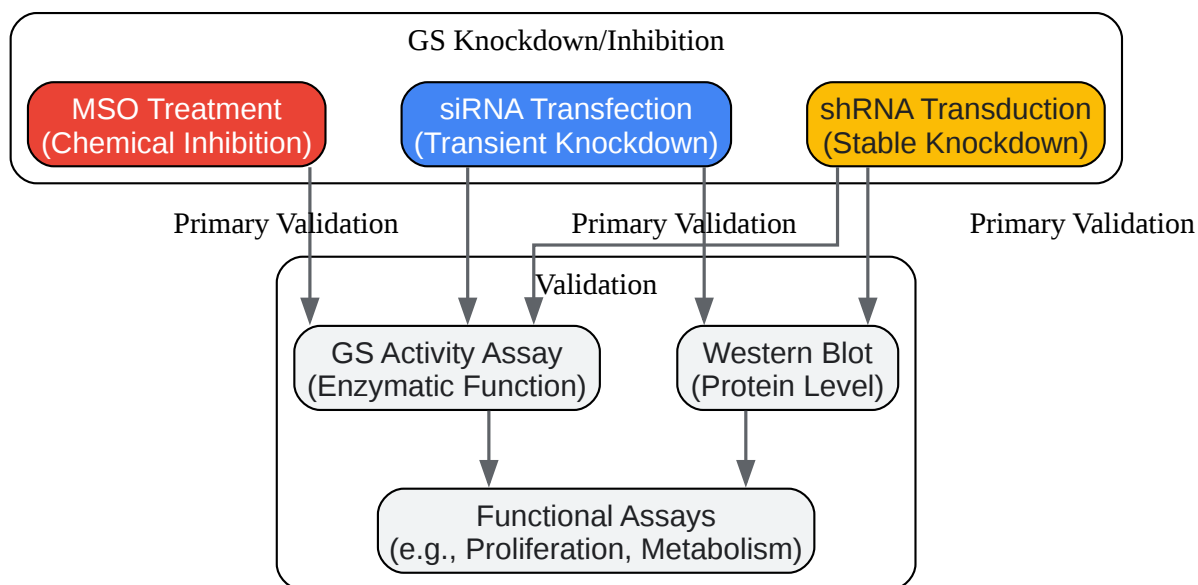 GS Knockdown/Inhibition
MSO Treatment
(Chemical Inhibition)
siRNA Transfection
(Transient Knockdown)
shRNA Transduction
(Stable Knockdown)
Primary Validation
Primary Validation
Primary Validation
Validation
GS Activity Assay
(Enzymatic Function)
Western Blot
(Protein Level)
Functional Assays
(e.g., Proliferation, Metabolism)